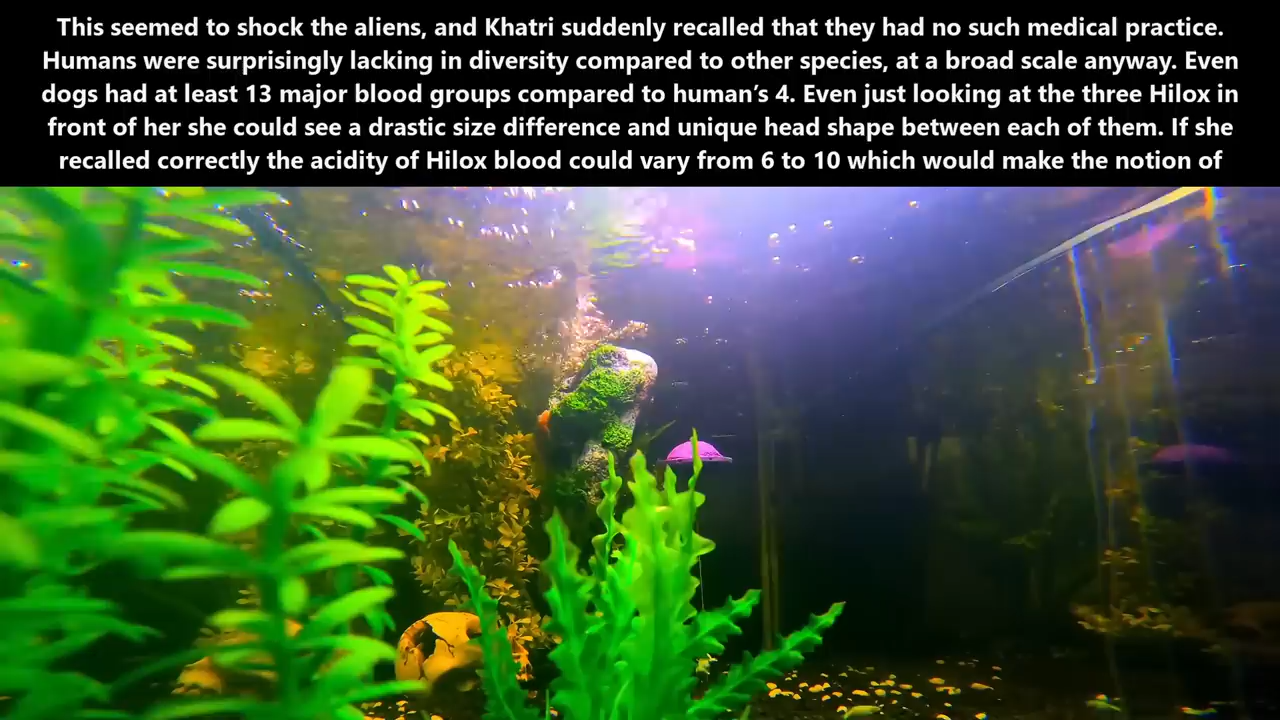 This seemed to shock the aliens, and Khatri suddenly recalled that they had no such medical practice.
Humans were surprisingly lacking in diversity compared to other species, at a broad scale anyway. Even
dogs had at least 13 major blood groups compared to human’s 4. Even just looking at the three Hilox in
front of her she could see a drastic size difference and unique head shape between each of them. If she
recalled correctly the acidity of Hilox blood could vary from 6 to 10 which would make the notion of